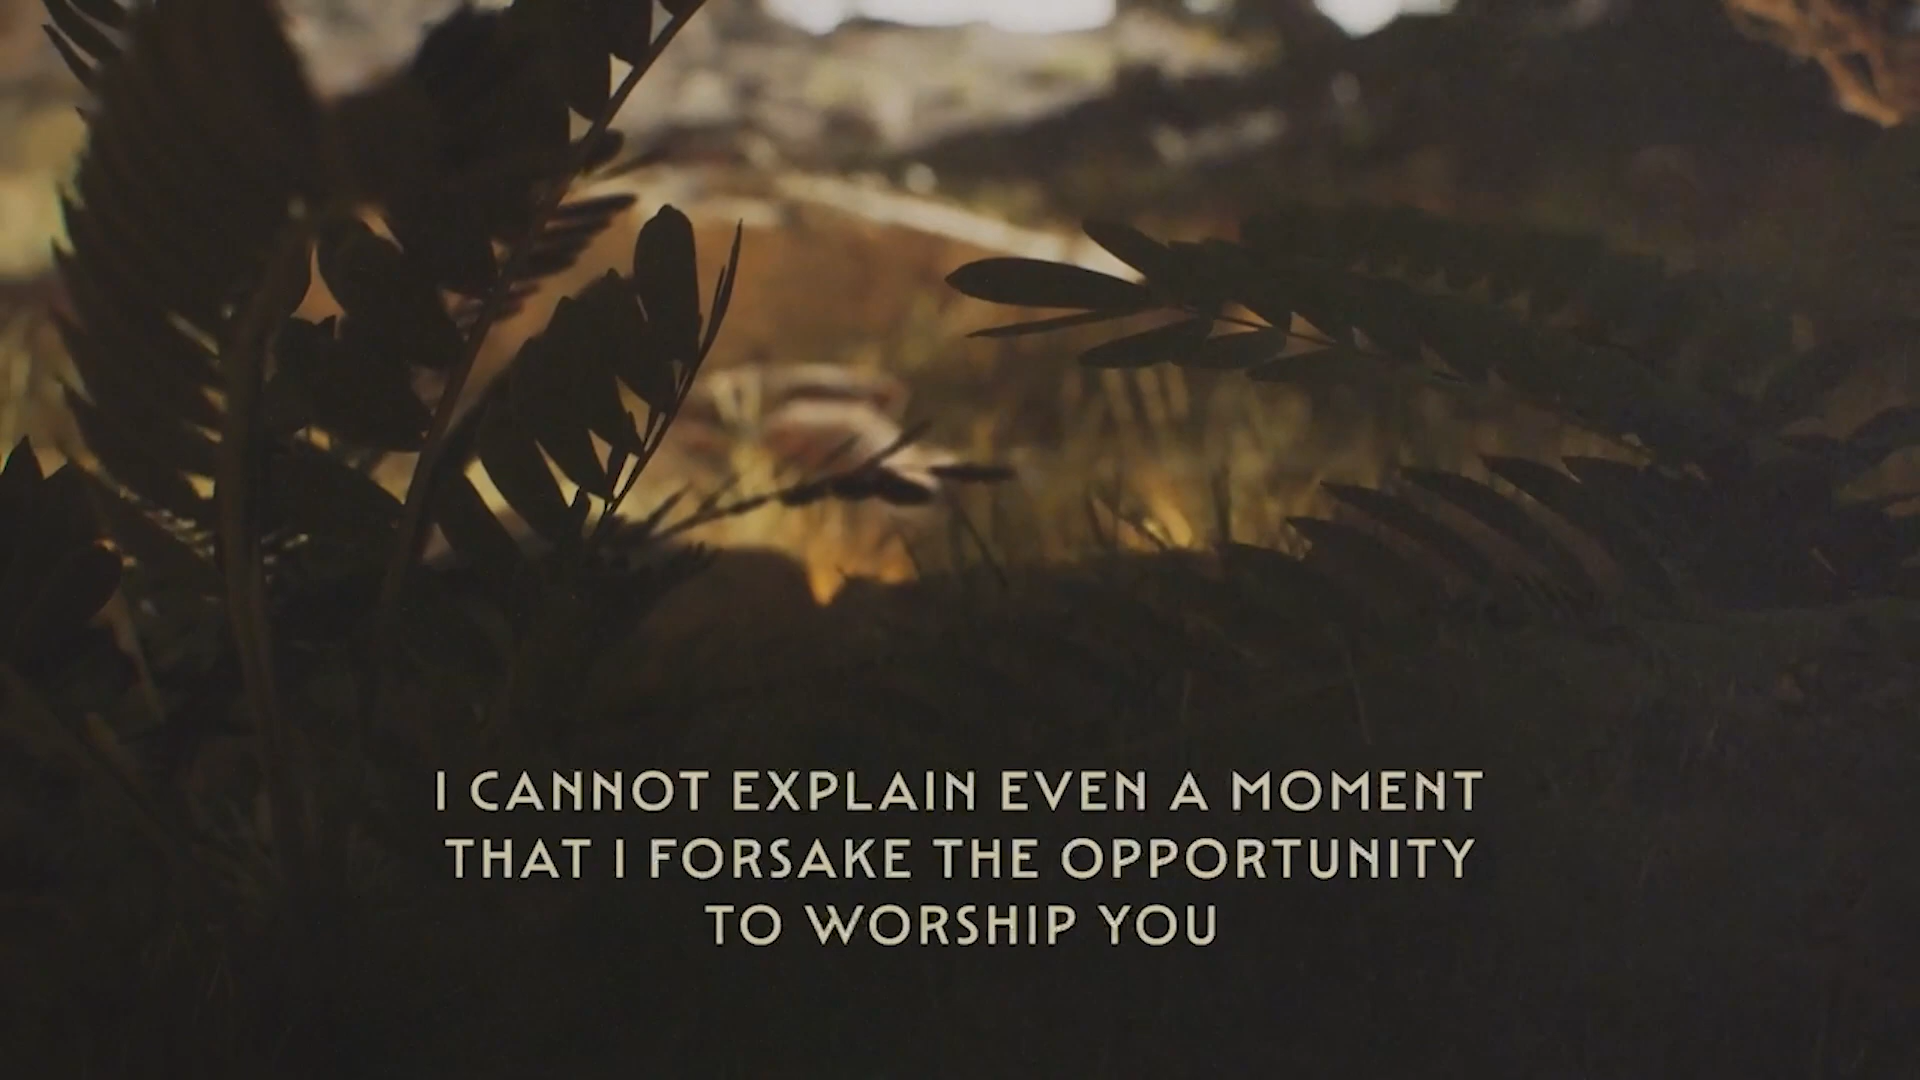 I CANNOT EXPLAIN EVEN A MOMENT
THAT I FORSAKE THE OPPORTUNITY
TO WORSHIP YOU